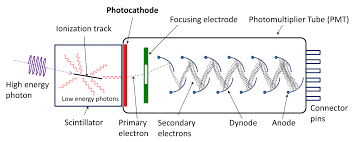 Photocathode
Ionization track
Focusing electrode
Photomultiplier Tube (PMT)
High energy
photon
Low energy photons
Scintillator
Primary
electron
Secondary
electrons
Dynode
Anode
Connector
pins